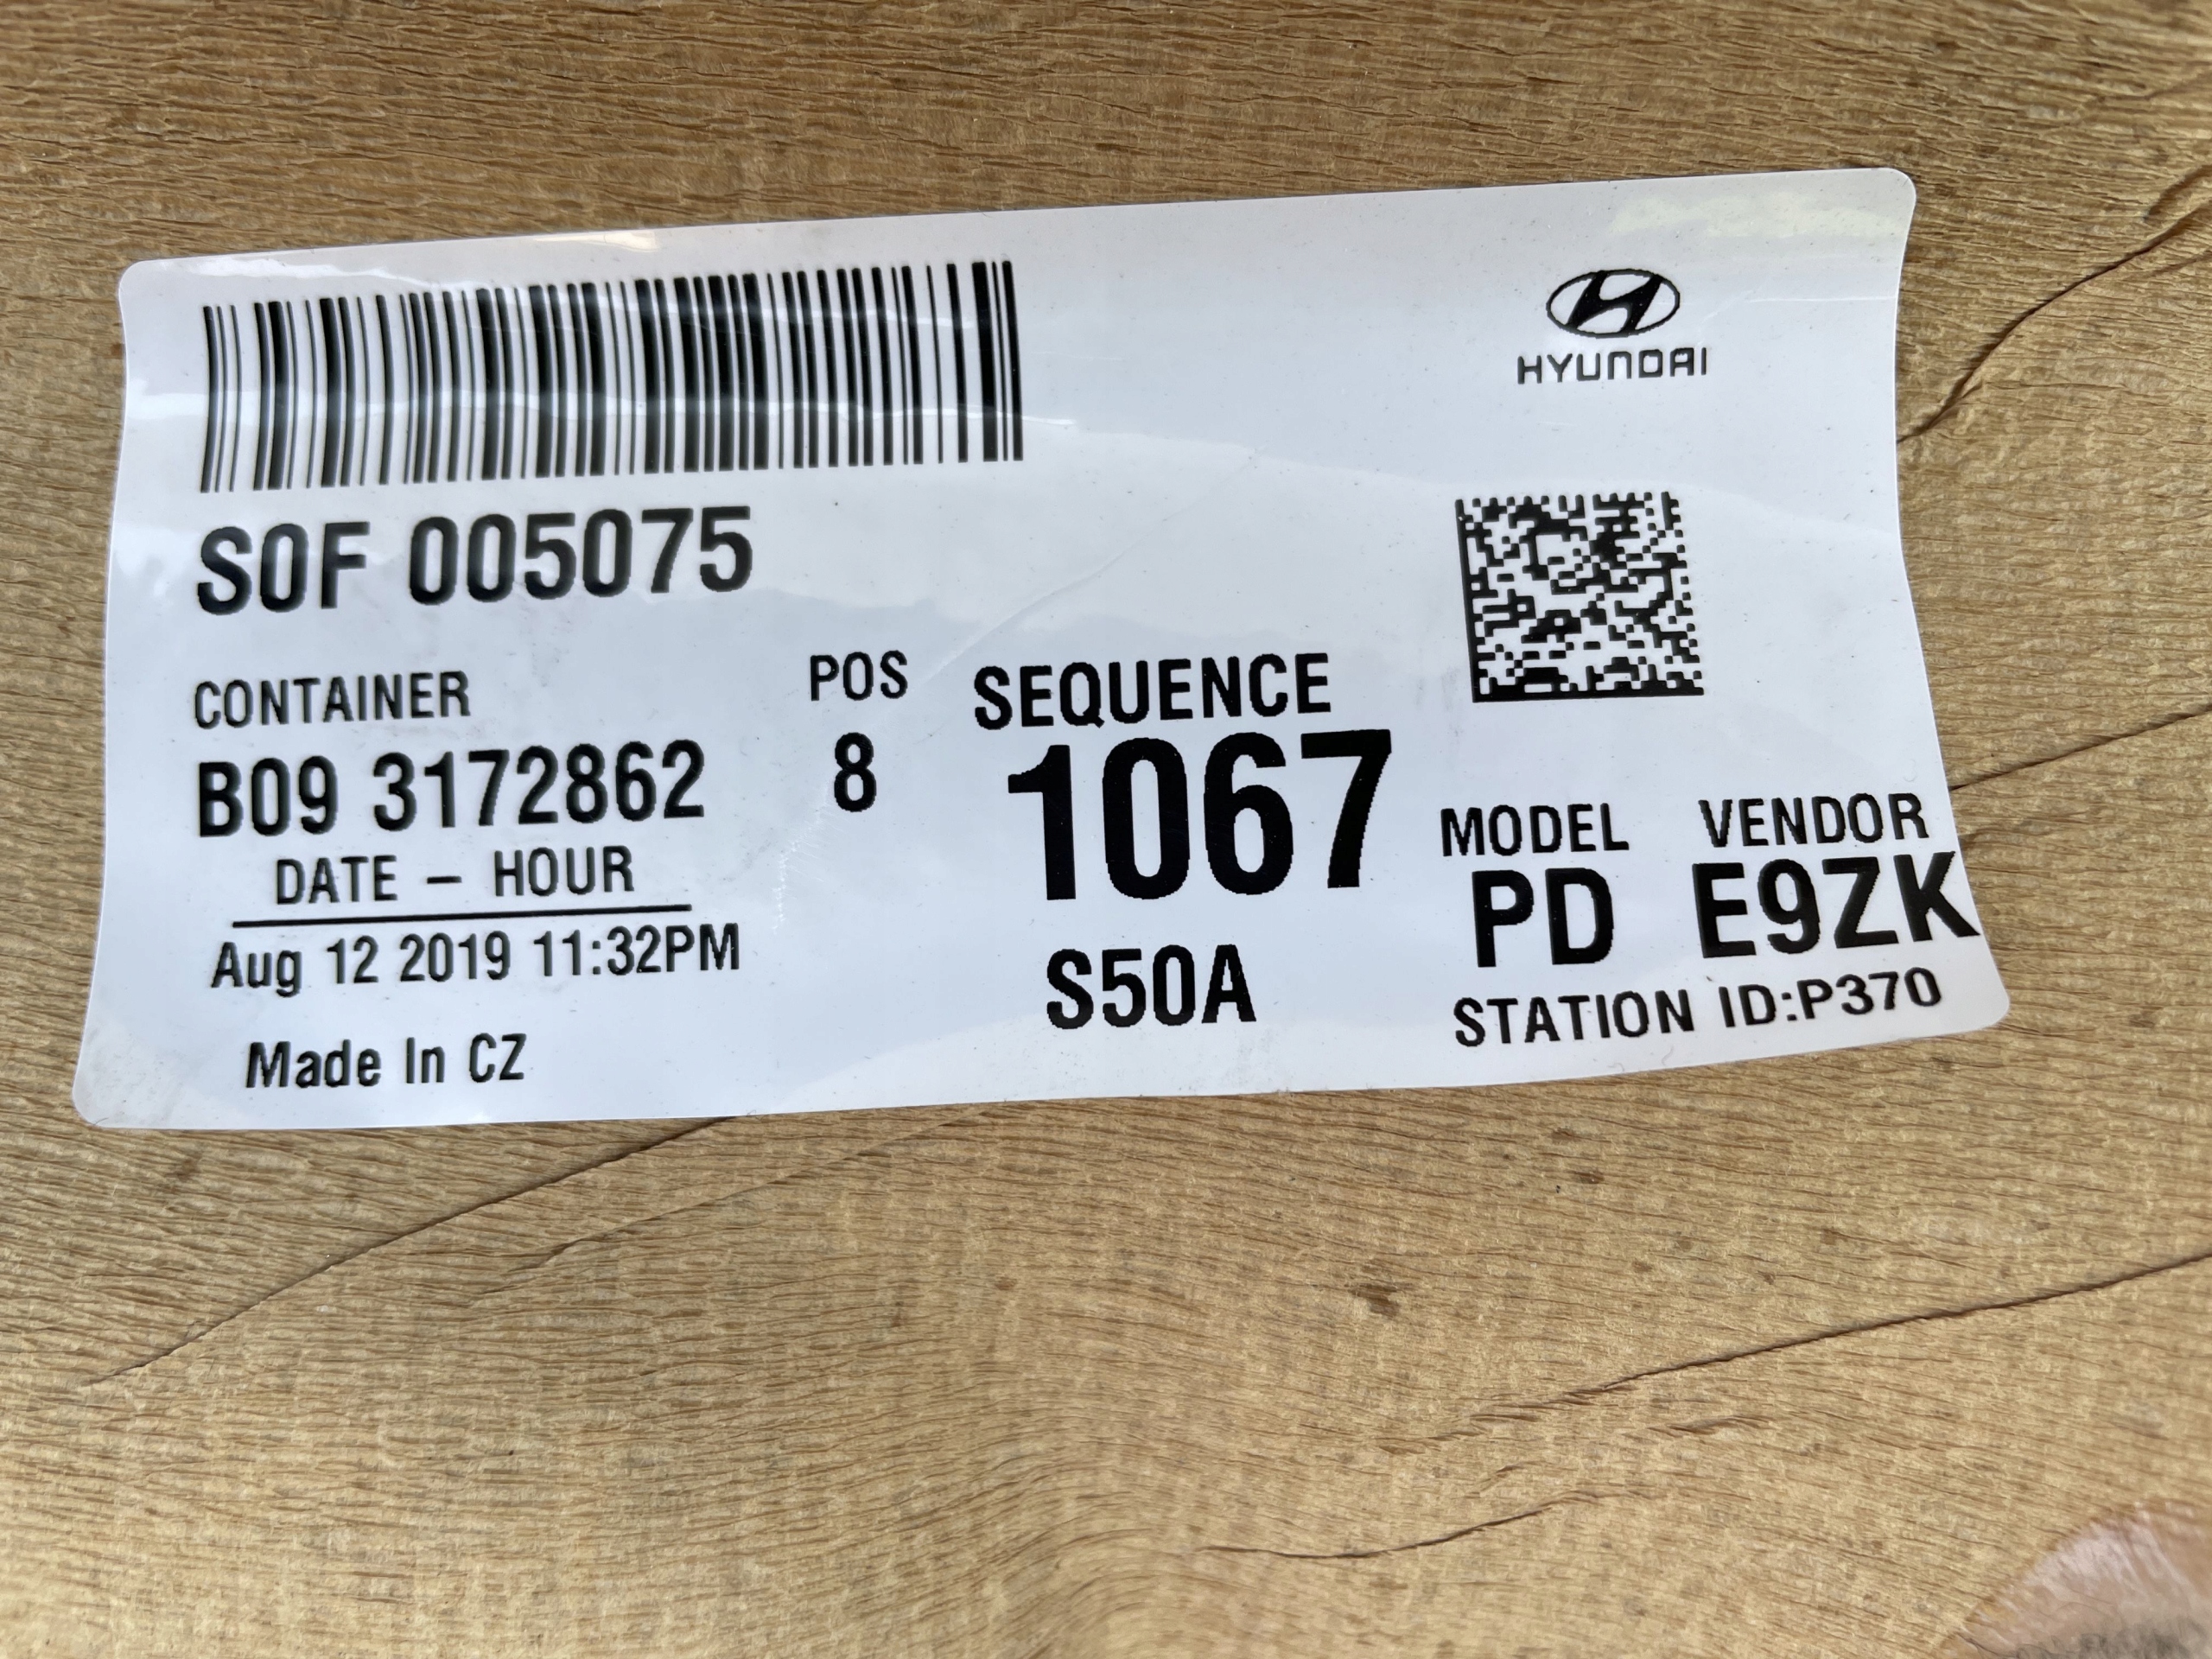 HYUNDAI
S0F 005075
CONTAINER
B09 3172862
POS
8
SEQUENCE
1067
S50A
MODEL VENDOR
PD E9ZK
STATION ID:P370
DATE - HOUR
Aug 12 2019 11:32PM
Made In CZ